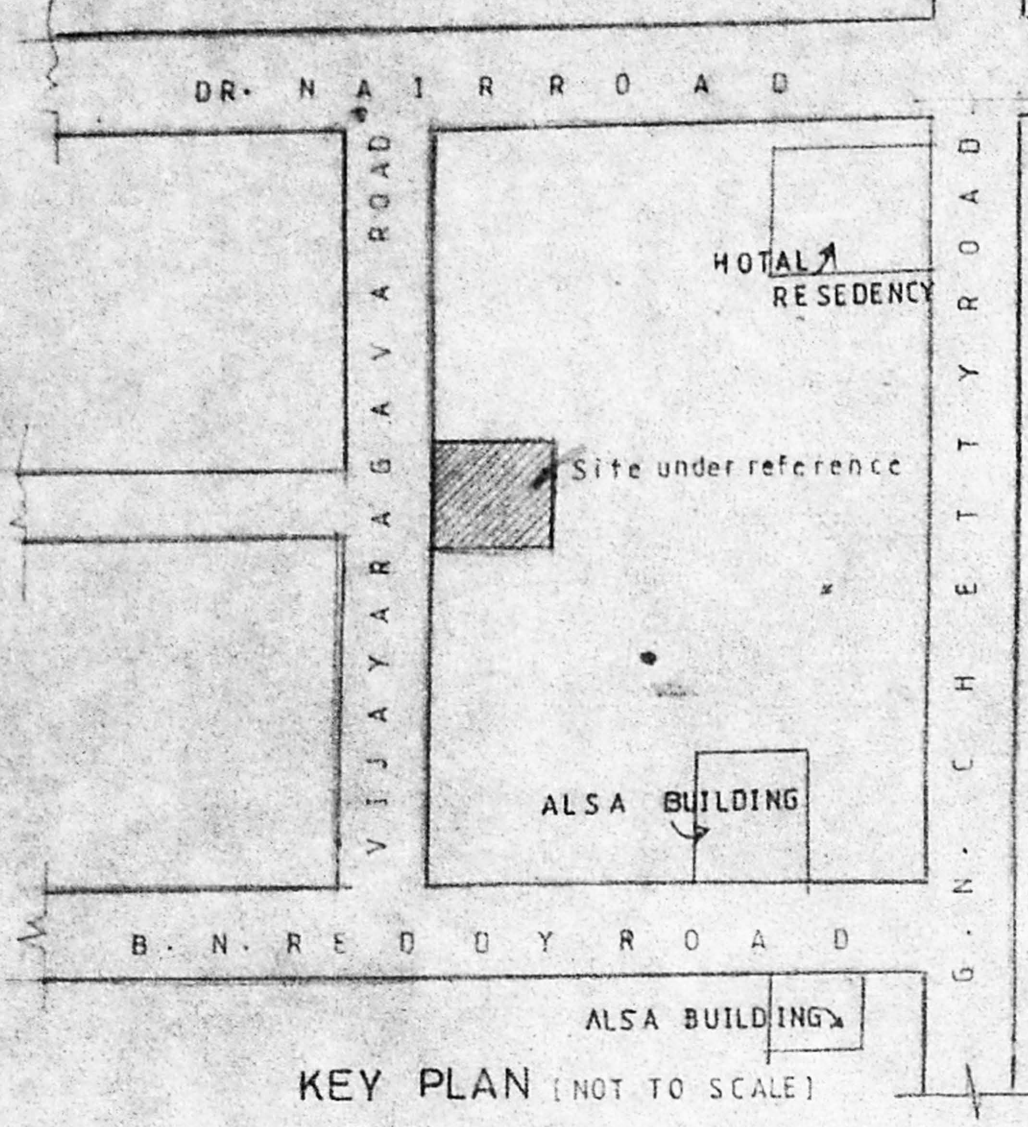 DR. NAIR ROAD
VIJAYARAGAVA ROAD
G.N. CHETTY ROAD
HOTAL
RESEDENCY
Site under reference
ALSA BUILDING
B. N. REDDY ROAD
ALSA BUILDING
KEY PLAN [NOT TO SCALE]